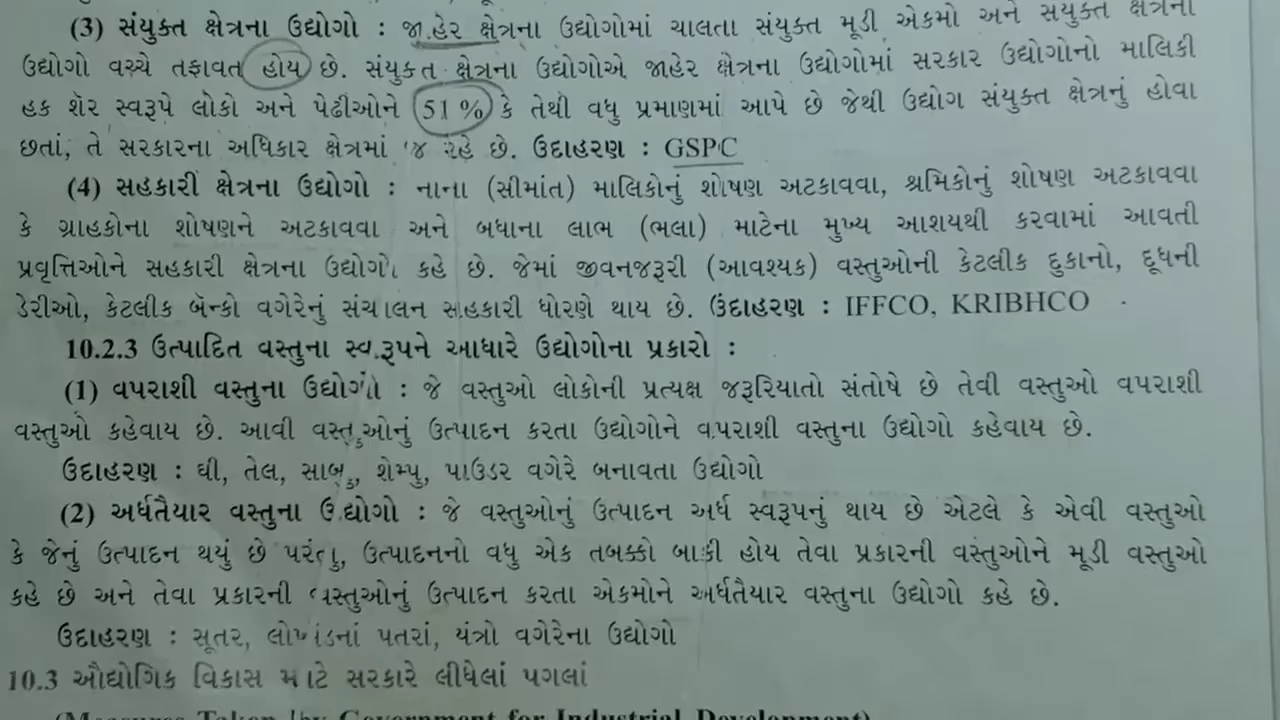 (3) સંયુક્ત ક્ષેત્રના ઉદ્યોગો : જાહેર ક્ષેત્રના ઉદ્યોગોમાં ચાલતા સંયુક્ત મૂડી એકમો અને સયુક્ત ક્ષેત્રના
ઉદ્યોગો વચ્ચે તફાવત હોય છે. સંયુક્ત ક્ષેત્રના ઉદ્યોગોએ જાહેર ક્ષેત્રના ઉદ્યોગોમાં સરકાર ઉદ્યોગોનો માલિકી
હક શૅર સ્વરૂપે લોકો અને પેઢીઓને 51 % કે તેથી વધુ પ્રમાણમાં આપે છે જેથી ઉદ્યોગ સંયુક્ત ક્ષેત્રનું હોવા
છતાં, તે સરકારના અધિકાર ક્ષેત્રમાં જ રહે છે. ઉદાહરણ : GSPC
(4) સહકારી ક્ષેત્રના ઉદ્યોગો : નાના (સીમાંત) માલિકોનું શોષણ અટકાવવા, શ્રમિકોનું શોષણ અટકાવવા
કે ગ્રાહકોના શોષણને અટકાવવા અને બધાના લાભ (ભલા) માટેના મુખ્ય આશયથી કરવામાં આવતી
પ્રવૃત્તિઓને સહકારી ક્ષેત્રના ઉદ્યોગો કહે છે. જેમાં જીવનજરૂરી (આવશ્યક) વસ્તુઓની કેટલીક દુકાનો, દૂધની
ડેરીઓ, કેટલીક બૅન્કો વગેરેનું સંચાલન સહકારી ધોરણે થાય છે. ઉદાહરણ : IFFCO, KRIBHCO
10.2.3 ઉત્પાદિત વસ્તુના સ્વરૂપને આધારે ઉદ્યોગોના પ્રકારો :
(1) વપરાશી વસ્તુના ઉદ્યોગો : જે વસ્તુઓ લોકોની પ્રત્યક્ષ જરૂરિયાતો સંતોષે છે તેવી વસ્તુઓ વપરાશી
વસ્તુઓ કહેવાય છે. આવી વસ્તુઓનું ઉત્પાદન કરતા ઉદ્યોગોને વપરાશી વસ્તુના ઉદ્યોગો કહેવાય છે.
ઉદાહરણ : ઘી, તેલ, સાબુ, શેમ્પુ, પાઉડર વગેરે બનાવતા ઉદ્યોગો
(2) અર્ધતૈયાર વસ્તુના ઉદ્યોગો : જે વસ્તુઓનું ઉત્પાદન અર્ધ સ્વરૂપનું થાય છે એટલે કે એવી વસ્તુઓ
કે જેનું ઉત્પાદન થયું છે પરંતુ, ઉત્પાદનનો વધુ એક તબક્કો બાકી હોય તેવા પ્રકારની વસ્તુઓને મૂડી વસ્તુઓ
કહે છે અને તેવા પ્રકારની વસ્તુઓનું ઉત્પાદન કરતા એકમોને અર્ધતૈયાર વસ્તુના ઉદ્યોગો કહે છે.
ઉદાહરણ : સૂતર, લોખંડનાં પતરાં, યંત્રો વગેરેના ઉદ્યોગો
10.3 ઔદ્યોગિક વિકાસ માટે સરકારે લીધેલાં પગલાં
(Measures Taken by Government for Industrial Development)